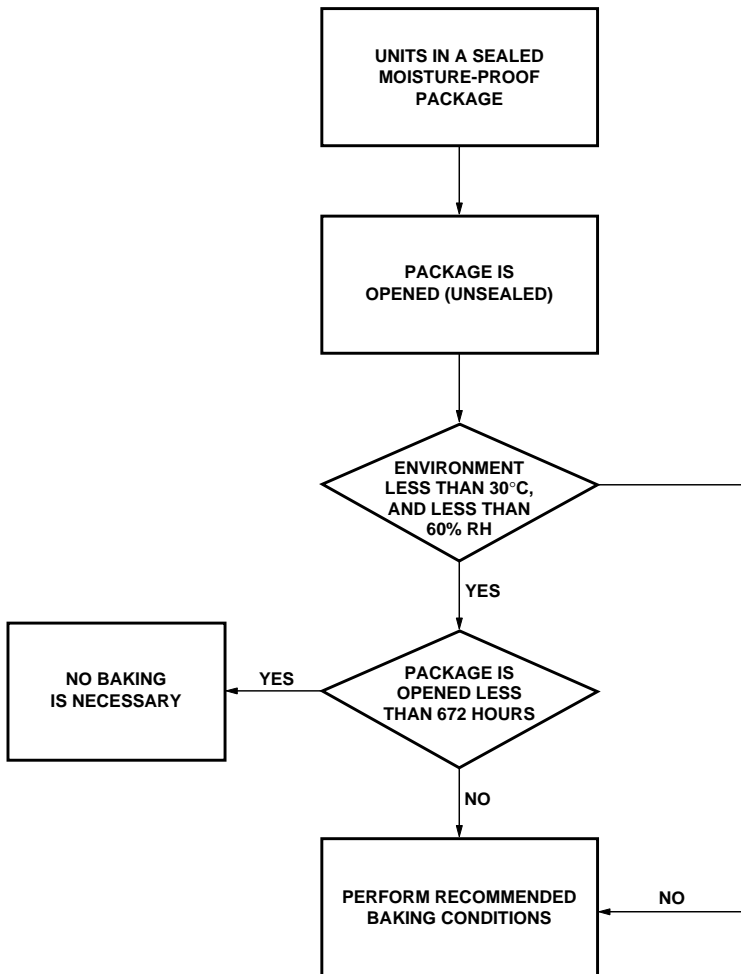 UNITS IN A SEALED
MOISTURE-PROOF
PACKAGE
PACKAGE IS
OPENED (UNSEALED)
ENVIRONMENT
LESS THAN 30°C,
AND LESS THAN
60% RH
YES
NO BAKING
IS NECESSARY
YES
PACKAGE IS
OPENED LESS
THAN 672 HOURS
NO
PERFORM RECOMMENDED
BAKING CONDITIONS
NO